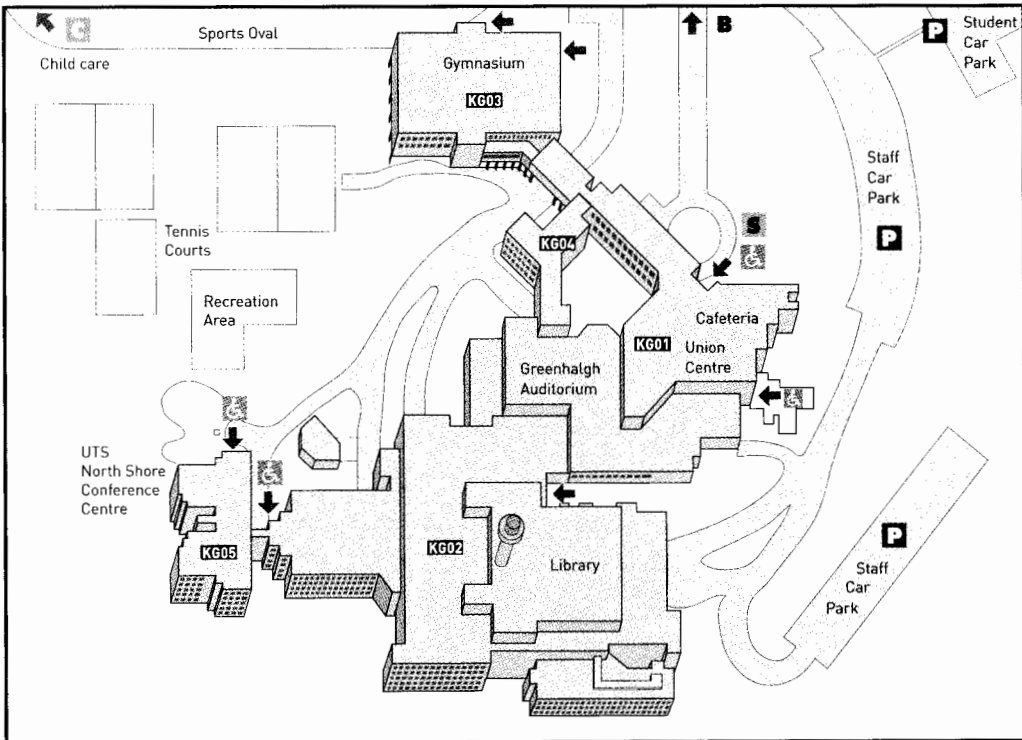 C
Child care
Sports Oval
Gymnasium
KG03
B
P
Student
Car
Park
Staff
Car
Park
P
Tennis
Courts
KG04
S
Recreation
Area
Cafeteria
KG01
Union
Centre
Greenhalgh
Auditorium
UTS
North Shore
Conference
Centre
KG05
KG02
Library
P
Staff
Car
Park